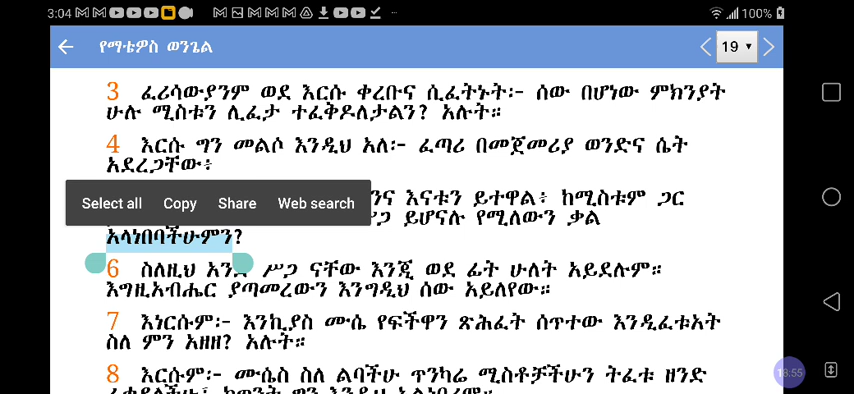 3:04
100%
የማቴዎስ ወንጌል
19
3 ፈሪሳውያንም ወደ እርሱ ቀረቡና ሲፈትኑት፡- ሰው በሆነው ምክንያት
ሁሉ ሚስቱን ሊፈታ ተፈቅዶለታልን? አሉት።
4 እርሱ ግን መልሶ እንዲህ አለ፡- ፈጣሪ በመጀመሪያ ወንድና ሴት
አደረጋቸው፥
Select all Copy Share Web search
እናቱን ይተዋል፥ ከሚስቱም ጋር
ይሆናሉ የሚለውን ቃል
አላነበባችሁምን?
6 ስለዚህ አንድ ሥጋ ናቸው እንጂ ወደ ፊት ሁለት አይደሉም።
እግዚአብሔር ያጣመረውን እንግዲህ ሰው አይለየው።
7 እነርሱም፡- እንኪያስ ሙሴ የፍችዋን ጽሕፈት ሰጥተው እንዲፈቱአት
ስለ ምን አዘዘ? አሉት።
8 እርሱም፡- ሙሴስ ስለ ልባችሁ ጥንካሬ ሚስቶቻችሁን ትፈቱ ዘንድ
18:55